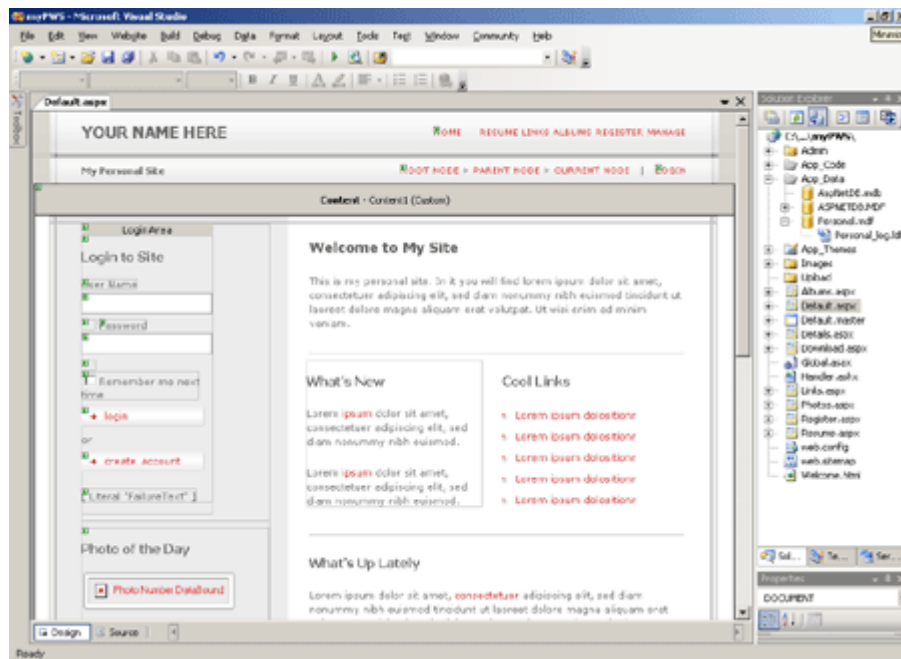 myPWS - Microsoft Visual Studio
File Edit View Website Build Debug Data Format Layout Tools Test Window Community Help
Default.aspx
Toolbox
YOUR NAME HERE
HOME RESUME LINKS ALBUMS REGISTER MANAGE
My Personal Site
ROOT NODE > PARENT NODE > CURRENT NODE | LOGIN
Content - Content1 (Custom)
LoginArea
Login to Site
User Name
Password
Remember me next
time
login
or
create account
[Literal "FailureText" ]
Photo of the Day
Photo Number DataBound
Welcome to My Site
This is my personal site. In it you will find lorem ipsum dolor sit amet,
consectetuer adipiscing elit, sed diam nonummy nibh euismod tincidunt ut
laoreet dolore magna aliquam erat volutpat. Ut wisi enim ad minim
veniam.
What's New
Lorem ipsum dolor sit amet,
consectetuer adipiscing elit, sed
diam nonummy nibh euismod.
Lorem ipsum dolor sit amet,
consectetuer adipiscing elit, sed
diam nonummy nibh euismod.
Cool Links
Lorem ipsum dolositionr
Lorem ipsum dolositionr
Lorem ipsum dolositionr
Lorem ipsum dolositionr
Lorem ipsum dolositionr
What's Up Lately
Lorem ipsum dolor sit amet, consectetuer adipiscing elit, sed diam
nonummy nibh euismod tincidunt ut laoreet dolore magna aliquam erat
Design Source
Ready
Solution Explorer
C:\...\myPWS\
Admin
App_Code
App_Data
AspNetDB.mdb
ASPNETDB.MDF
Personal.mdf
Personal_log.ld
App_Themes
Images
Upload
Albums.aspx
Default.aspx
Default.master
Details.aspx
Download.aspx
Global.asax
Handler.ashx
Links.aspx
Photos.aspx
Register.aspx
Resume.aspx
web.config
web.sitemap
Welcome.html
Sol... Te... Ser...
Properties
DOCUMENT